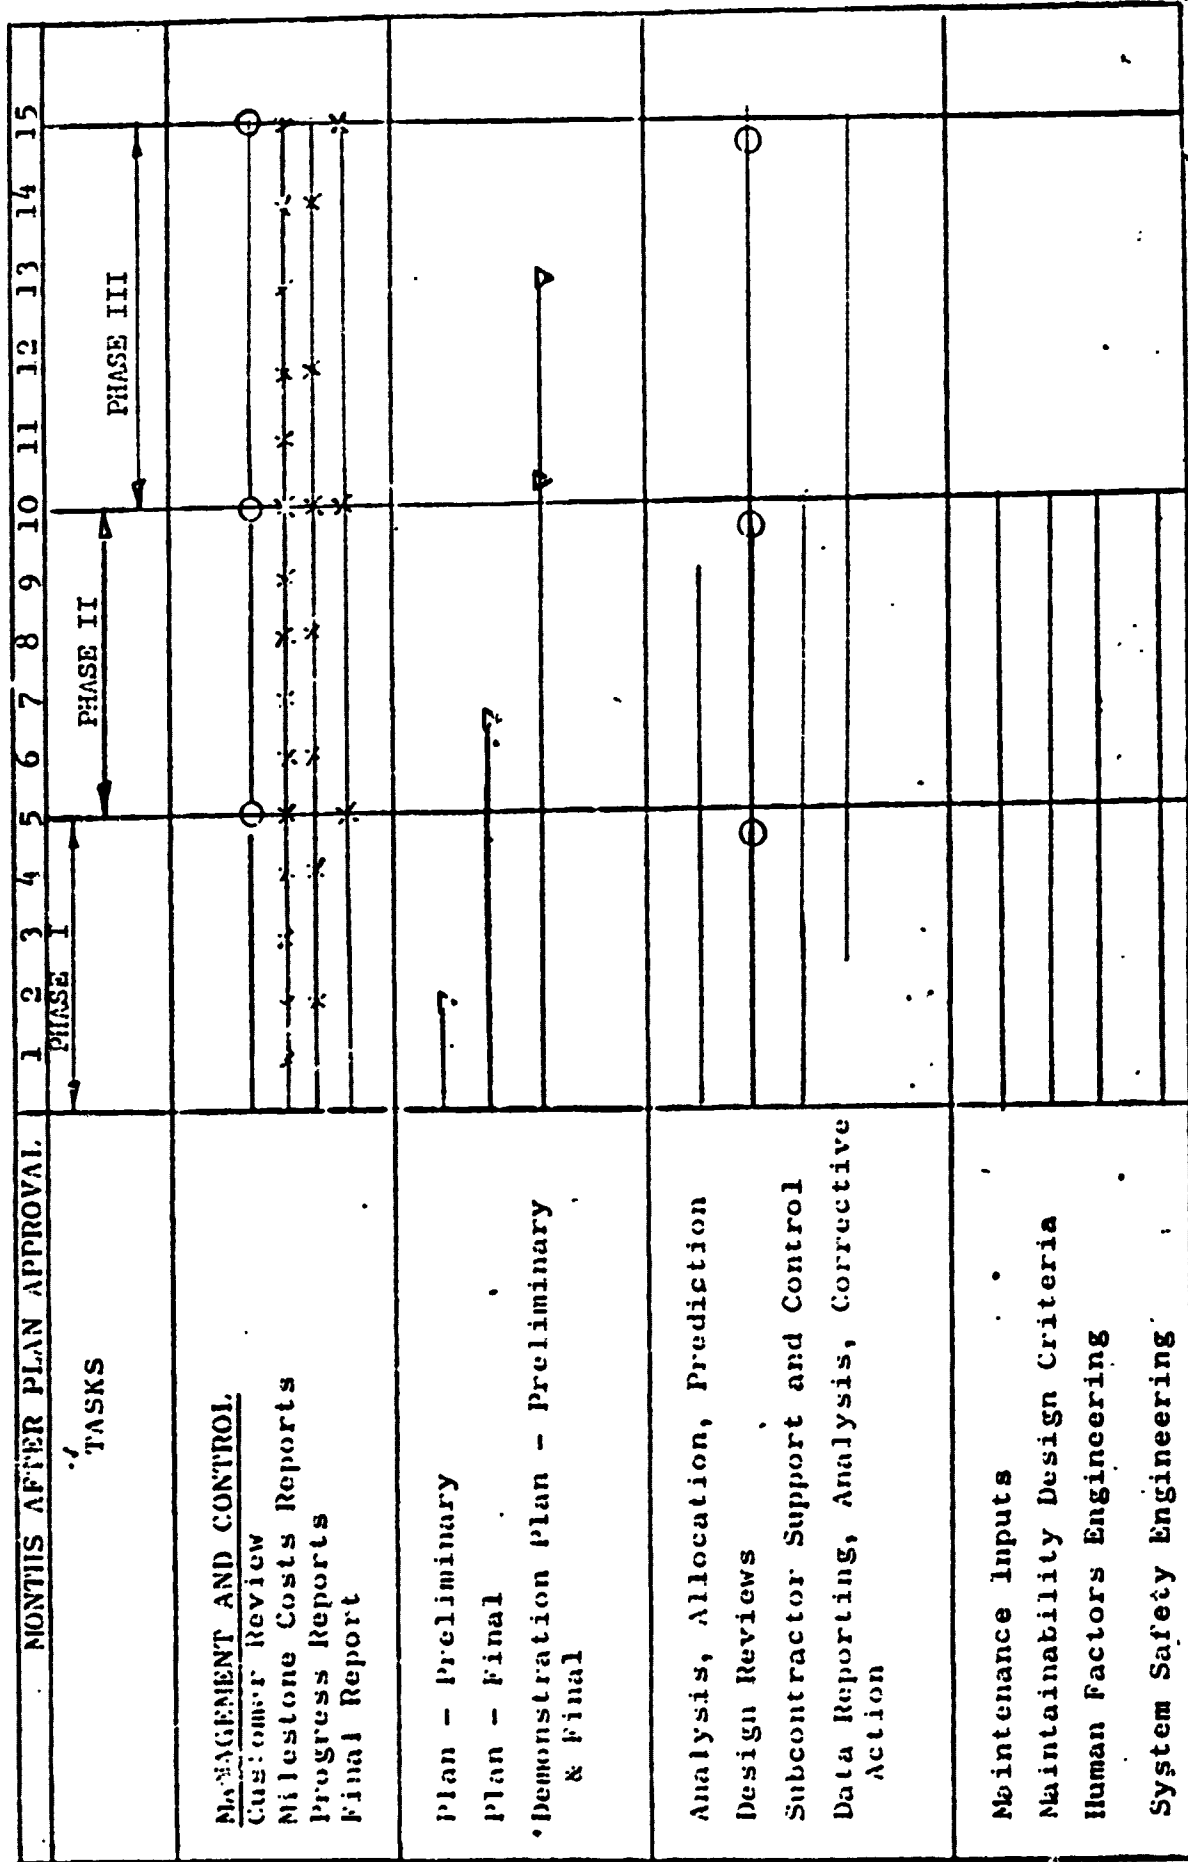 MONTHS AFTER PLAN APPROVAL 1 2 3 4 5 6 7 8 9 10 11 12 13 14 15
TASKS
PHASE I
PHASE II
PHASE III
MANAGEMENT AND CONTROL
Customer Review
Milestone Costs Reports
Progress Reports
Final Report
Plan - Preliminary
Plan - Final
Demonstration Plan - Preliminary
& Final
Analysis, Allocation, Prediction
Design Reviews
Subcontractor Support and Control
Data Reporting, Analysis, Corrective
Action
Maintenance Inputs
Maintainability Design Criteria
Human Factors Engineering
System Safety Engineering